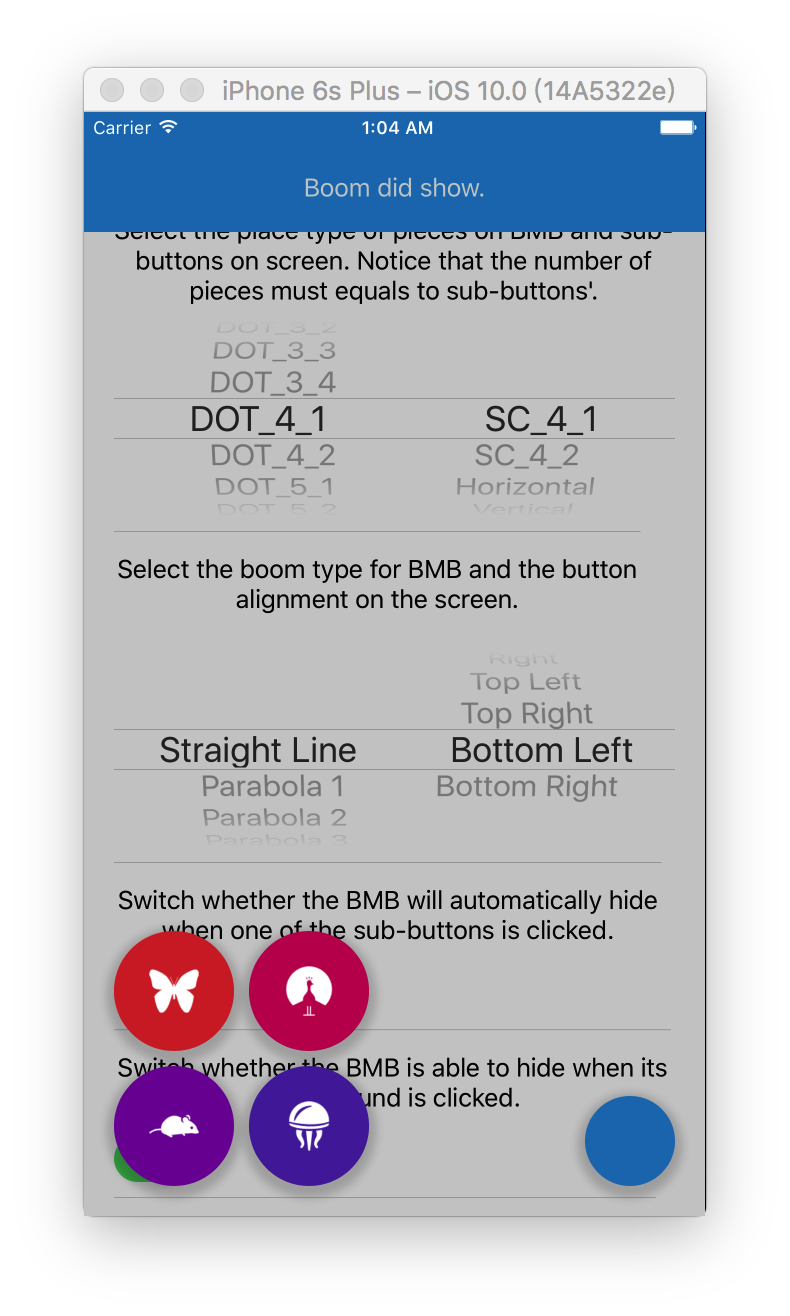 iPhone 6s Plus – iOS 10.0 (14A5322e)
Carrier 1:04 AM
Boom did show.
Select the place type of pieces on BMB and sub-
buttons on screen. Notice that the number of
pieces must equals to sub-buttons'.
DOT_3_2
DOT_3_3
DOT_3_4
DOT_4_1 SC_4_1
DOT_4_2 SC_4_2
DOT_5_1 Horizontal
DOT_5_2 Vertical
Select the boom type for BMB and the button
alignment on the screen.
Right
Top Left
Top Right
Straight Line Bottom Left
Parabola 1 Bottom Right
Parabola 2
Parabola 3
Switch whether the BMB will automatically hide
when one of the sub-buttons is clicked.
Switch whether the BMB is able to hide when its
und is clicked.